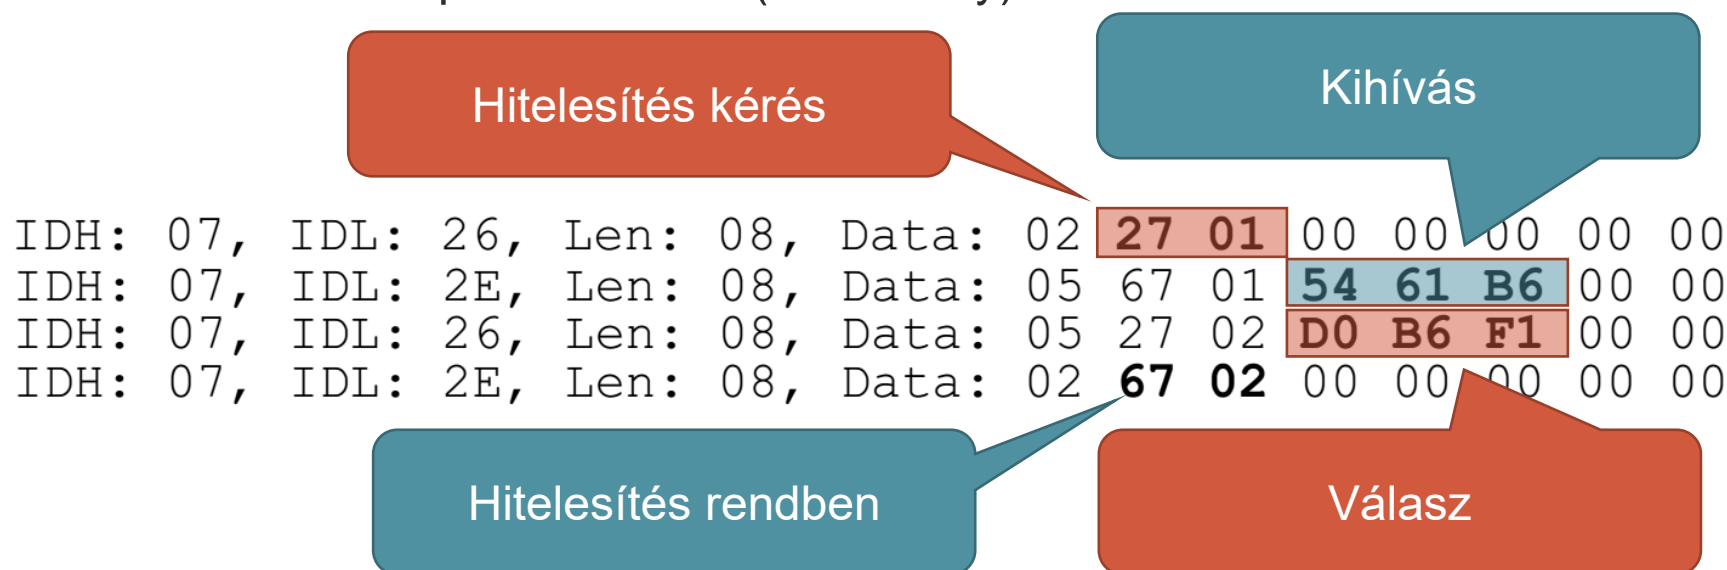 Hitelesítés kérés
Kihívás
IDH: 07, IDL: 26, Len: 08, Data: 02 27 01 00 00 00 00 00
IDH: 07, IDL: 2E, Len: 08, Data: 05 67 01 54 61 B6 00 00
IDH: 07, IDL: 26, Len: 08, Data: 05 27 02 D0 B6 F1 00 00
IDH: 07, IDL: 2E, Len: 08, Data: 02 67 02 00 00 00 00 00
Hitelesítés rendben
Válasz